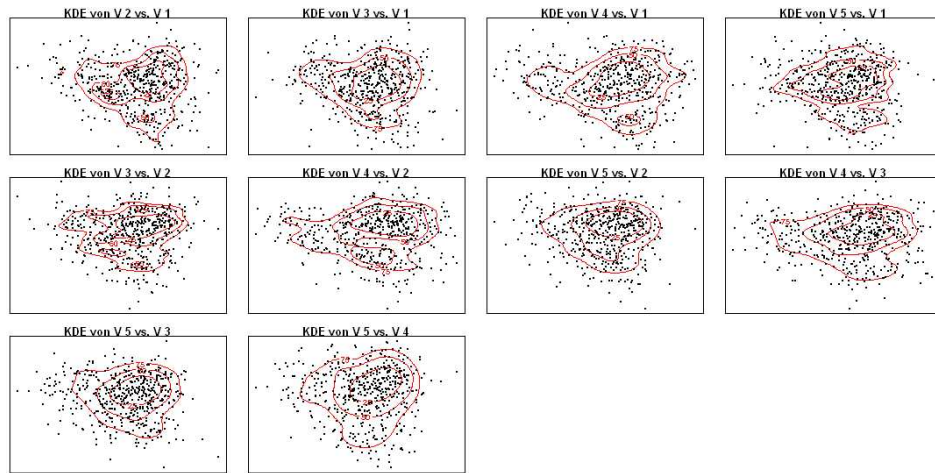 KDE von V 2 vs. V 1
KDE von V 3 vs. V 1
KDE von V 4 vs. V 1
KDE von V 5 vs. V 1
KDE von V 3 vs. V 2
KDE von V 4 vs. V 2
KDE von V 5 vs. V 2
KDE von V 4 vs. V 3
KDE von V 5 vs. V 3
KDE von V 5 vs. V 4